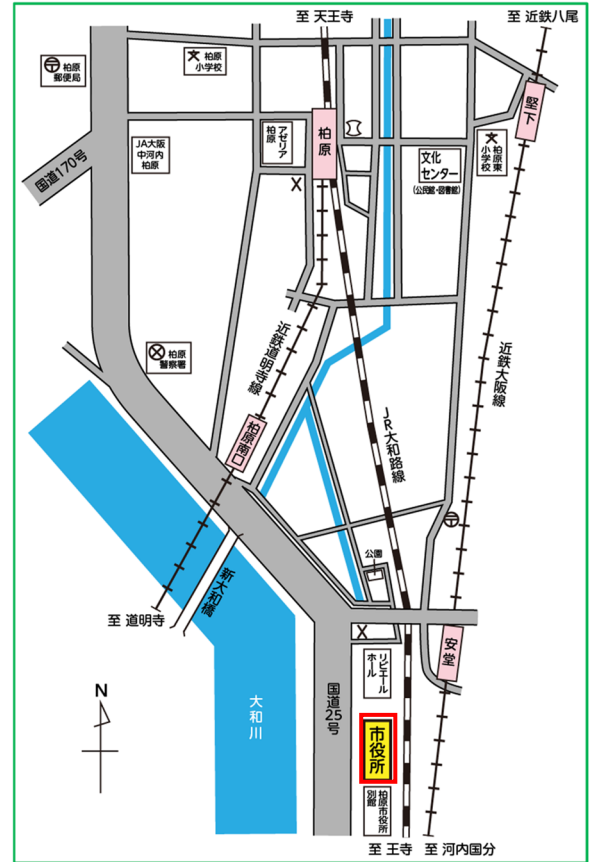 至 天王寺
至 近鉄八尾
柏原
郵便局
柏原
小学校
堅下
柏原
アゼリア
柏原
JA大阪
中河内
柏原
国道170号
文化
センター
(公民館・図書館)
柏原東
小学校
近鉄道明寺線
柏原
警察署
近鉄大阪線
JR大和路線
柏原南口
公園
新大和橋
至 道明寺
安堂
リビエール
ホール
N
大和川
国道25号
市役所
柏原市役所
別館
至 王寺
至 河内国分